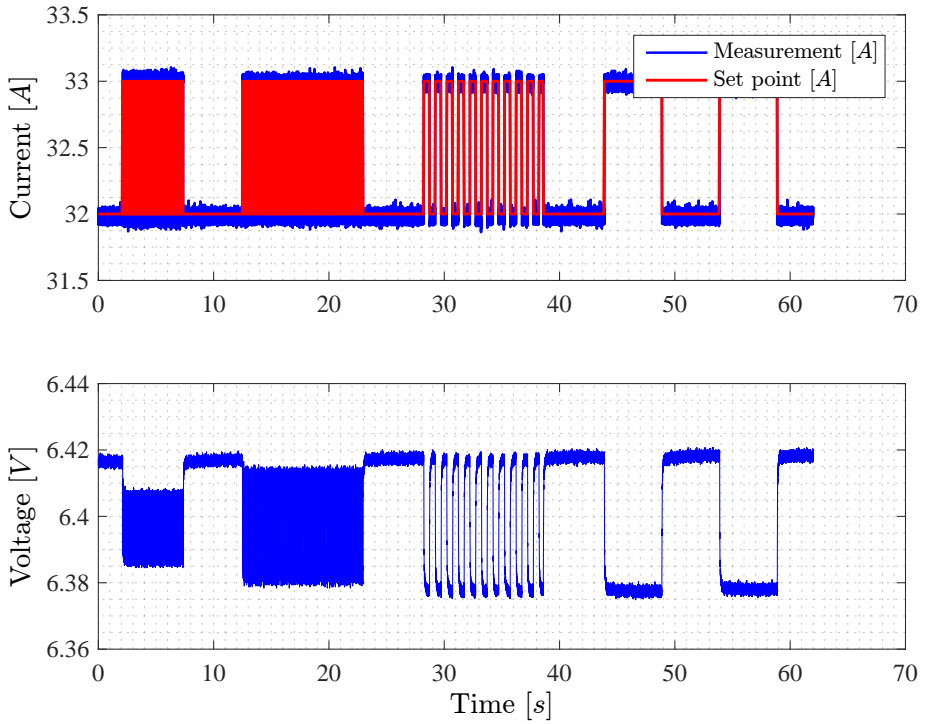 33.5
33
32.5
32
31.5
Current [A]
Measurement [A]
Set point [A]
0 10 20 30 40 50 60 70
6.44
6.42
6.4
6.38
6.36
Voltage [V]
0 10 20 30 40 50 60 70
Time [s]